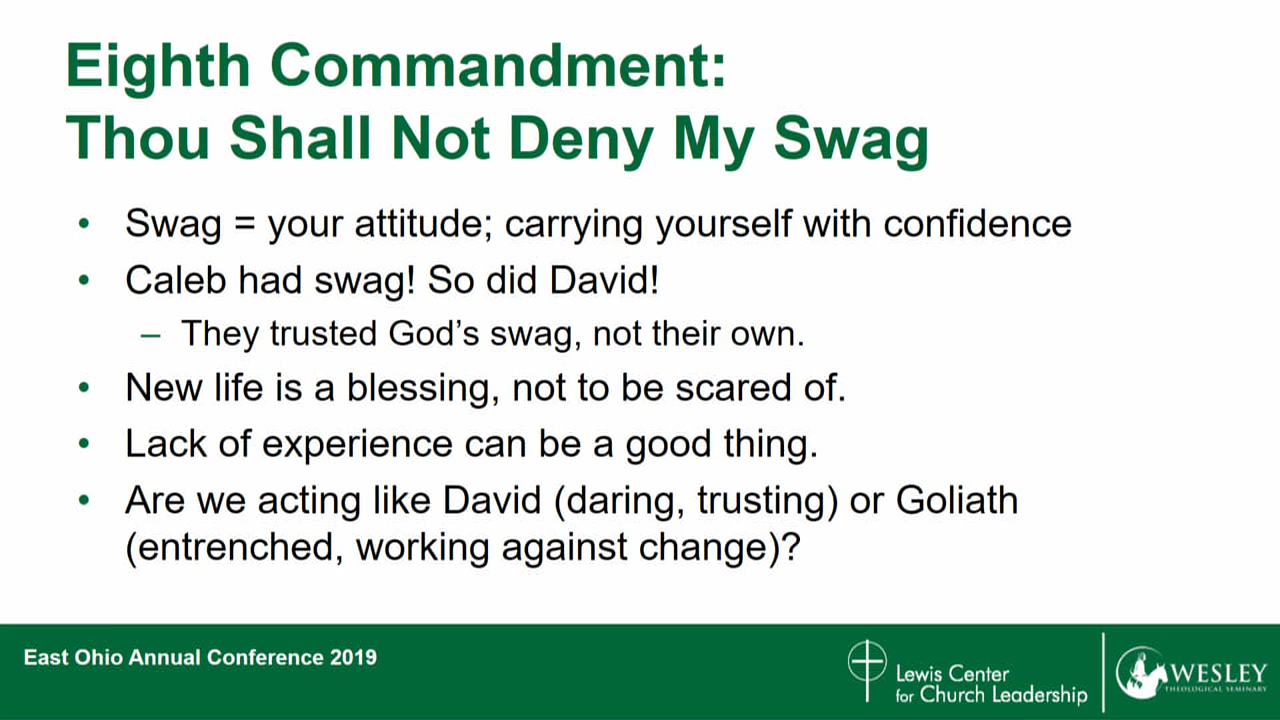 Eighth Commandment:
Thou Shall Not Deny My Swag
• Swag = your attitude; carrying yourself with confidence
• Caleb had swag! So did David!
– They trusted God’s swag, not their own.
• New life is a blessing, not to be scared of.
• Lack of experience can be a good thing.
• Are we acting like David (daring, trusting) or Goliath
(entrenched, working against change)?
East Ohio Annual Conference 2019
Lewis Center
for Church Leadership
WESLEY
THEOLOGICAL SEMINARY